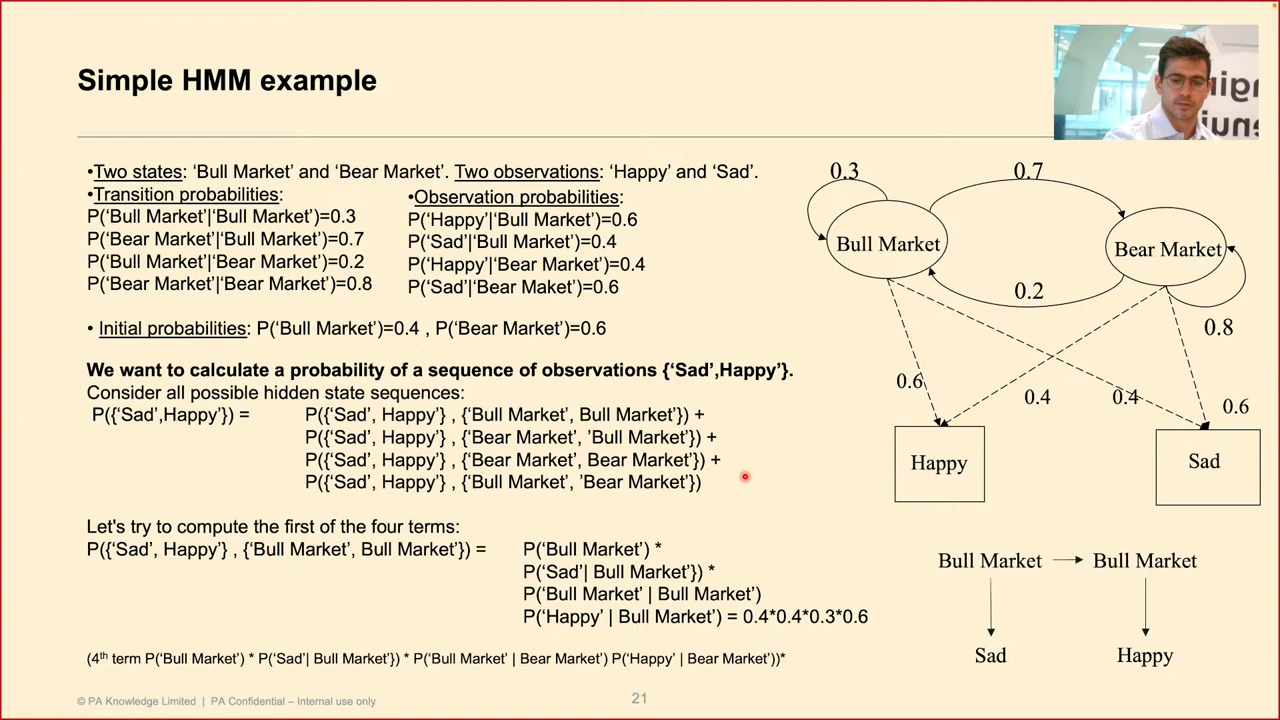 Simple HMM example
•Two states: ‘Bull Market’ and ‘Bear Market’. Two observations: ‘Happy’ and ‘Sad’.
•Transition probabilities:
P(‘Bull Market’|‘Bull Market’)=0.3
P(‘Bear Market’|‘Bull Market’)=0.7
P(‘Bull Market’|‘Bear Market’)=0.2
P(‘Bear Market’|‘Bear Market’)=0.8
•Observation probabilities:
P(‘Happy’|‘Bull Market’)=0.6
P(‘Sad’|‘Bull Market’)=0.4
P(‘Happy’|‘Bear Market’)=0.4
P(‘Sad’|‘Bear Maket’)=0.6
• Initial probabilities: P(‘Bull Market’)=0.4 , P(‘Bear Market’)=0.6
We want to calculate a probability of a sequence of observations {‘Sad’,Happy’}.
Consider all possible hidden state sequences:
P({‘Sad’,Happy’}) = P({‘Sad’, Happy’} , {‘Bull Market’, Bull Market’}) +
P({‘Sad’, Happy’} , {‘Bear Market’, ’Bull Market’}) +
P({‘Sad’, Happy’} , {‘Bear Market’, Bear Market’}) +
P({‘Sad’, Happy’} , {‘Bull Market’, ’Bear Market’})
Let's try to compute the first of the four terms:
P({‘Sad’, Happy’} , {‘Bull Market’, Bull Market’}) = P(‘Bull Market’) *
P(‘Sad’| Bull Market’}) *
P(‘Bull Market’ | Bull Market’)
P(‘Happy’ | Bull Market’) = 0.4*0.4*0.3*0.6
(4th term P(‘Bull Market’) * P(‘Sad’| Bull Market’}) * P(‘Bull Market’ | Bear Market’) P(‘Happy’ | Bear Market’))*
0.3
0.7
Bull Market
Bear Market
0.2
0.8
0.6
0.4
0.4
0.6
Happy
Sad
Bull Market
Bull Market
Sad
Happy
© PA Knowledge Limited | PA Confidential – Internal use only
21